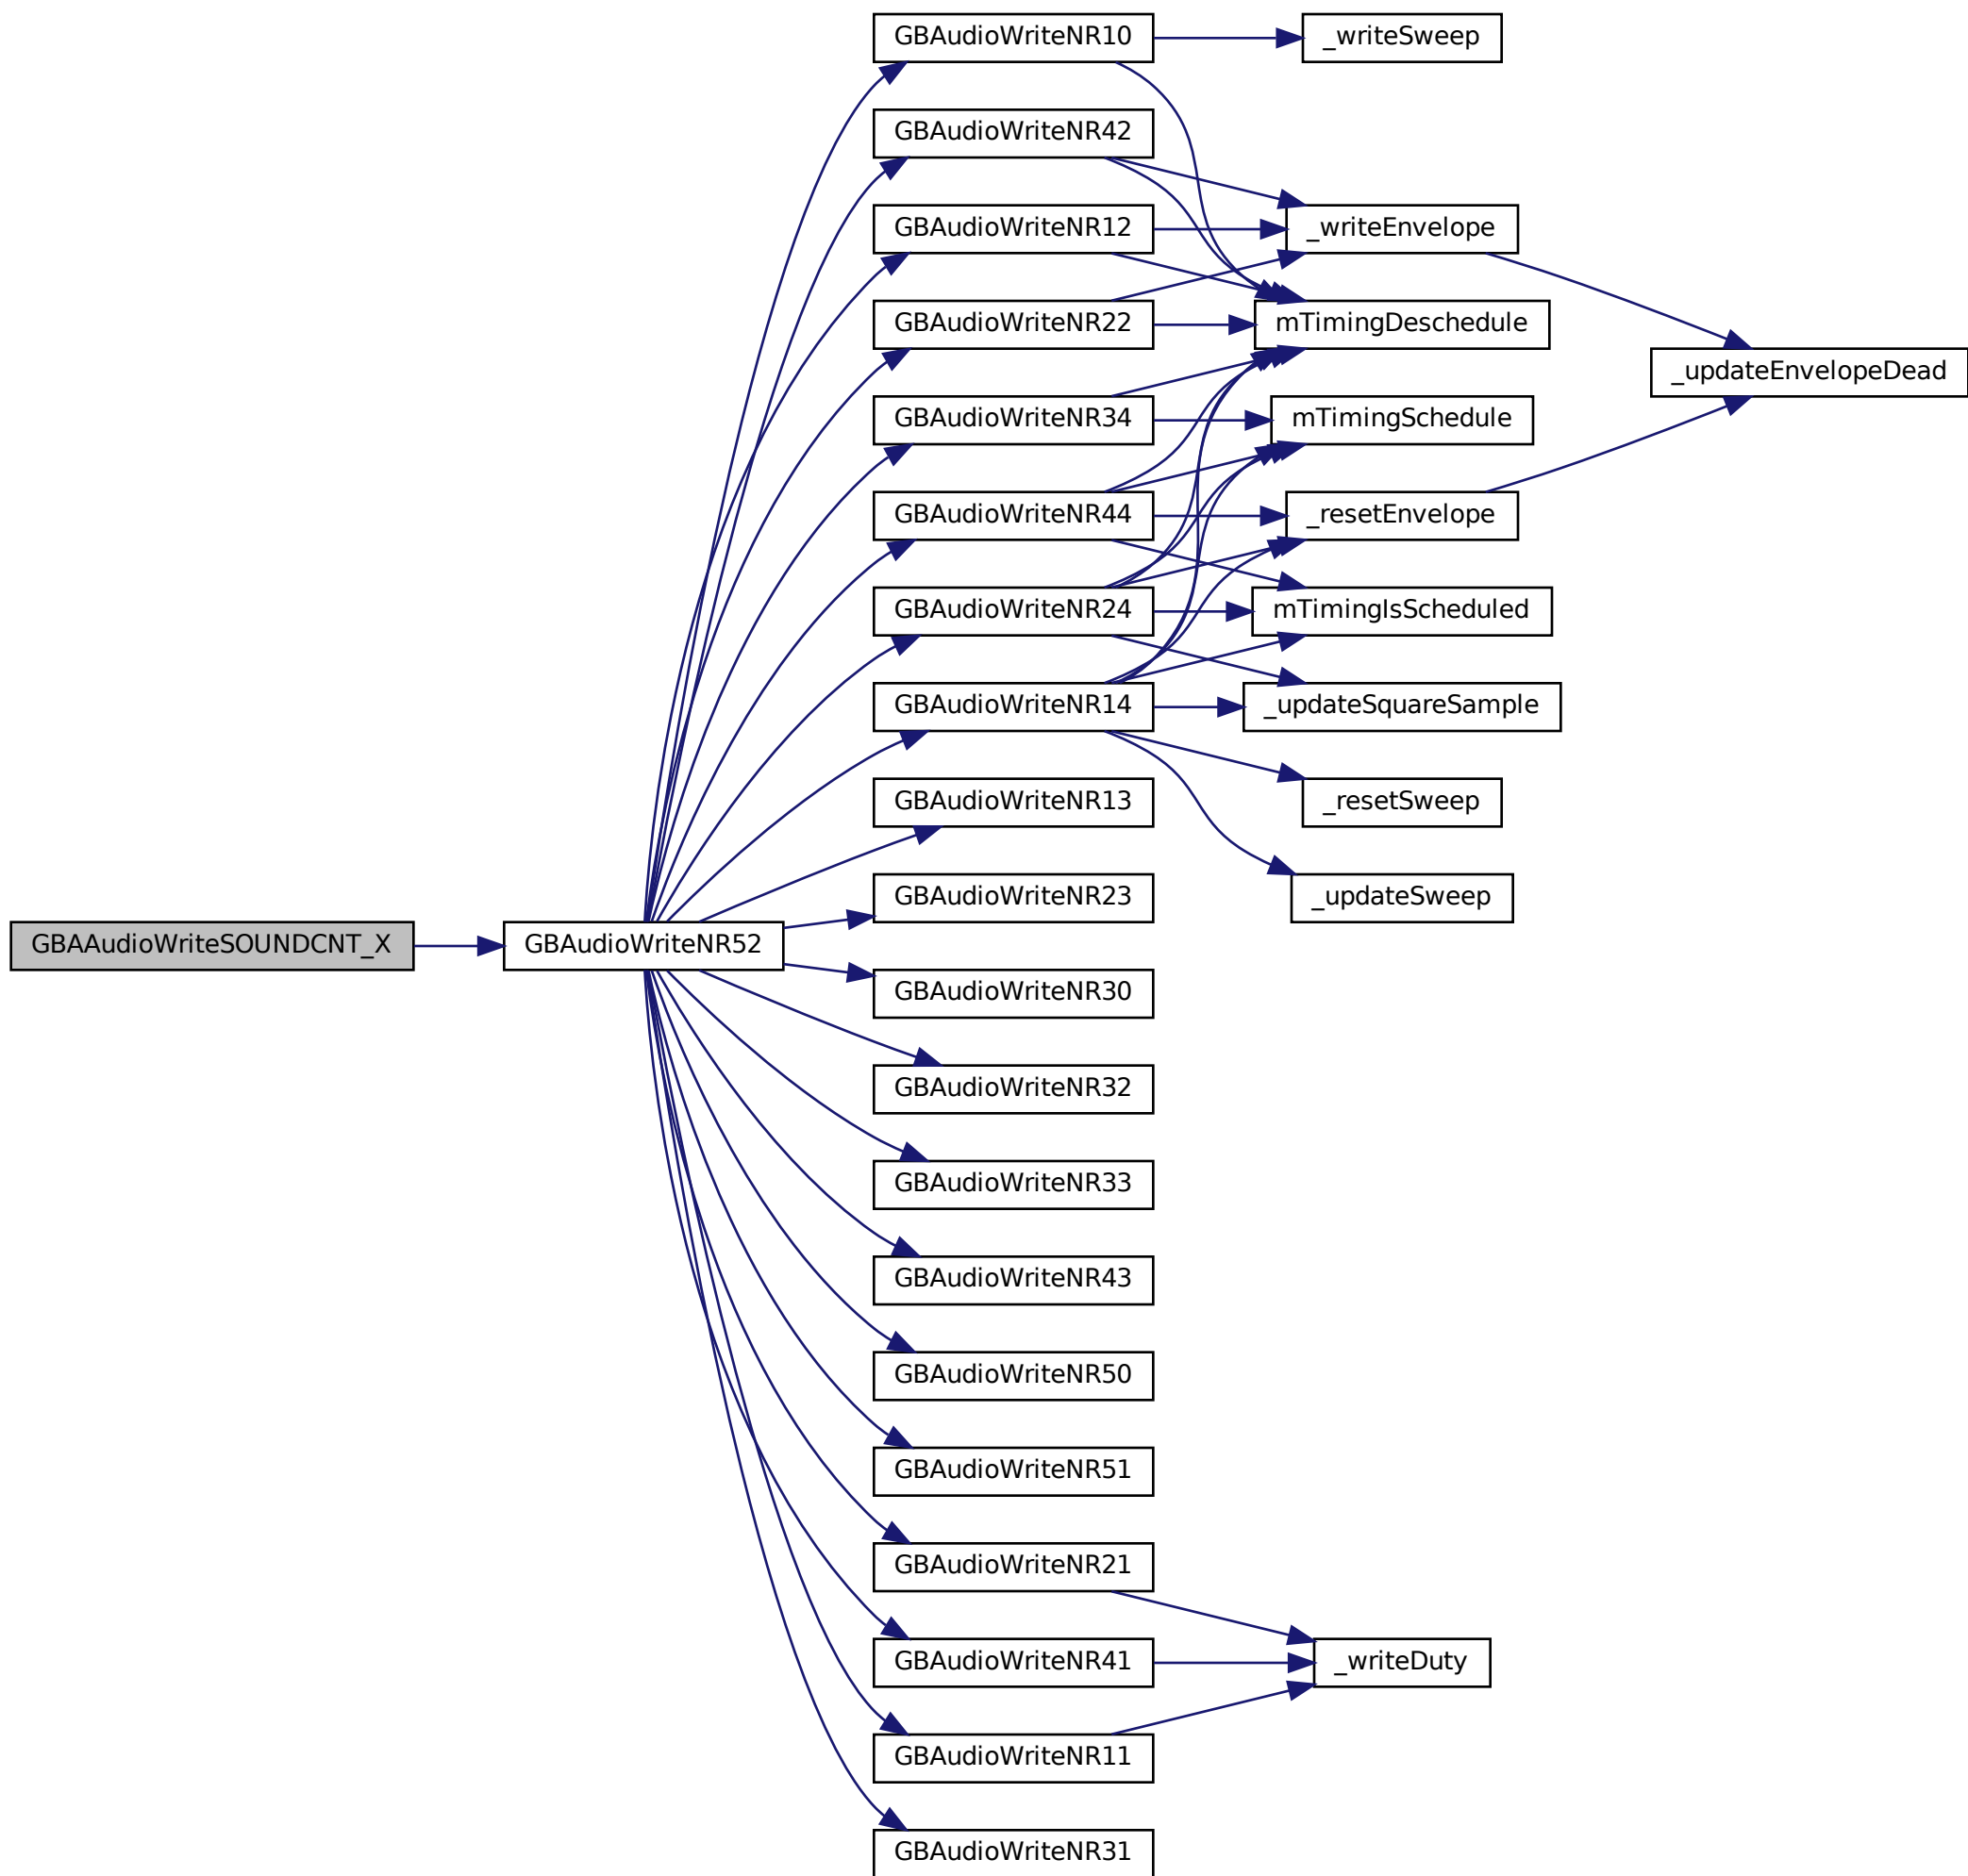 GBAudioWriteNR10
_writeSweep
GBAudioWriteNR42
GBAudioWriteNR12
_writeEnvelope
GBAudioWriteNR22
mTimingDeschedule
_updateEnvelopeDead
GBAudioWriteNR34
mTimingSchedule
GBAudioWriteNR44
_resetEnvelope
GBAudioWriteNR24
mTimingIsScheduled
GBAudioWriteNR14
_updateSquareSample
GBAudioWriteNR13
_resetSweep
GBAudioWriteNR23
_updateSweep
GBAAudioWriteSOUNDCNT_X
GBAudioWriteNR52
GBAudioWriteNR30
GBAudioWriteNR32
GBAudioWriteNR33
GBAudioWriteNR43
GBAudioWriteNR50
GBAudioWriteNR51
GBAudioWriteNR21
GBAudioWriteNR41
_writeDuty
GBAudioWriteNR11
GBAudioWriteNR31